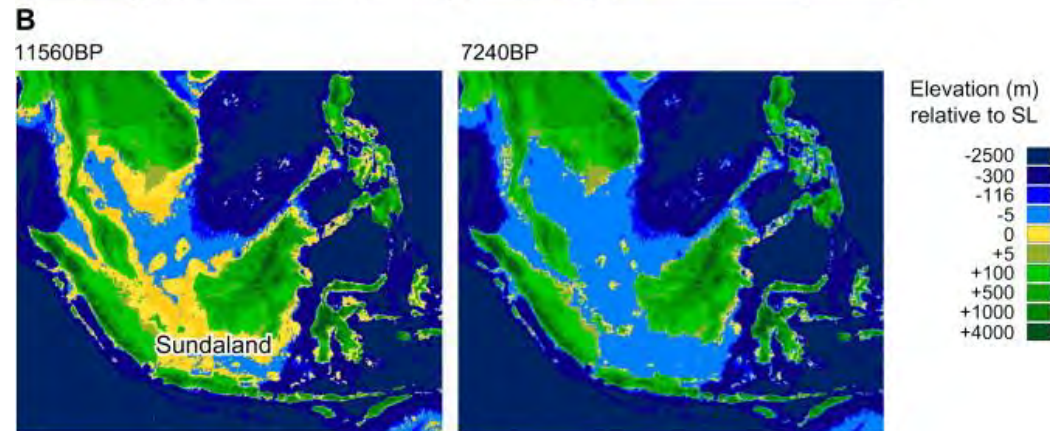 B
11560BP
7240BP
Elevation (m)
relative to SL
-2500
-300
-116
-5
0
+5
+100
+500
+1000
+4000
Sundaland